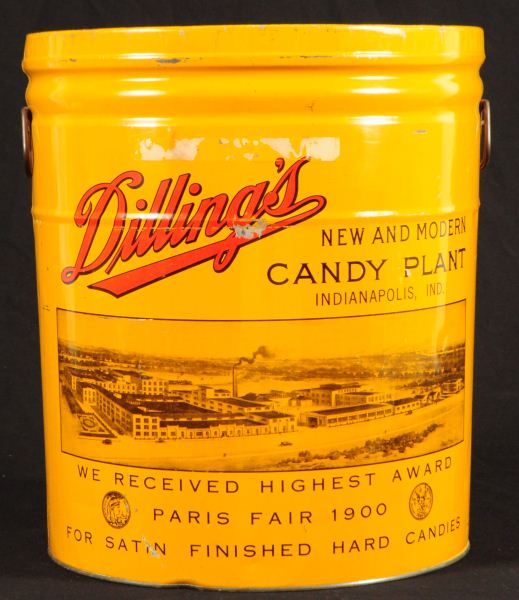 Dilling's
NEW AND MODERN
CANDY PLANT
INDIANAPOLIS, IND.
WE RECEIVED HIGHEST AWARD
PARIS FAIR 1900
FOR SATIN FINISHED HARD CANDIES